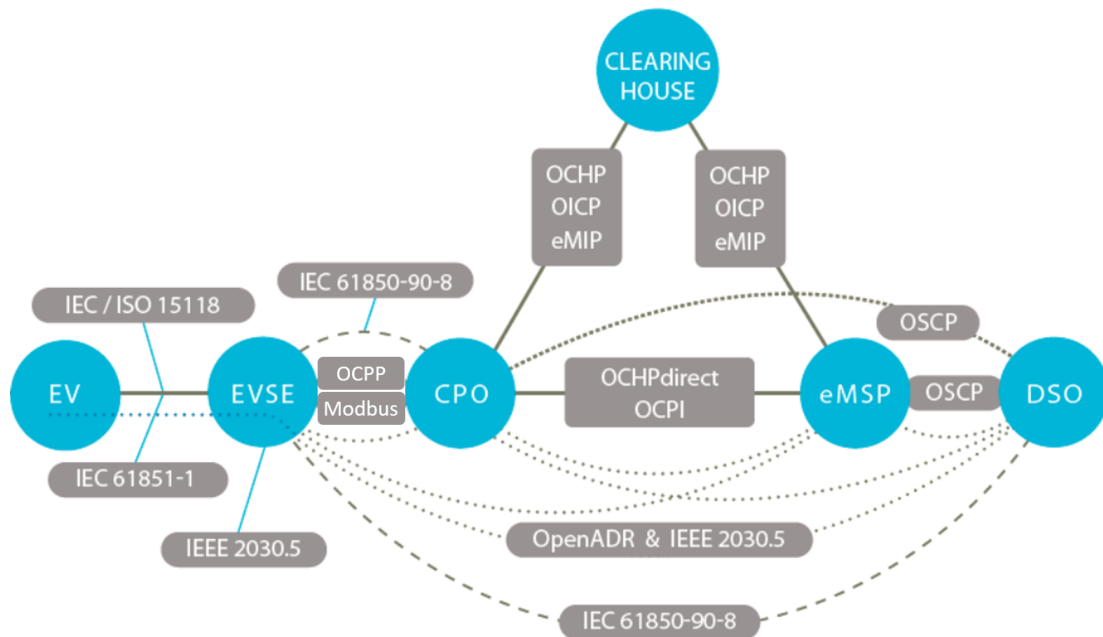 CLEARING
HOUSE
OCHP
OICP
eMIP
OCHP
OICP
eMIP
IEC 61850-90-8
IEC / ISO 15118
OSCP
EV
EVSE
OCPP
Modbus
CPO
OCHPdirect
OCPI
eMSP
OSCP
DSO
IEC 61851-1
IEEE 2030.5
OpenADR & IEEE 2030.5
IEC 61850-90-8